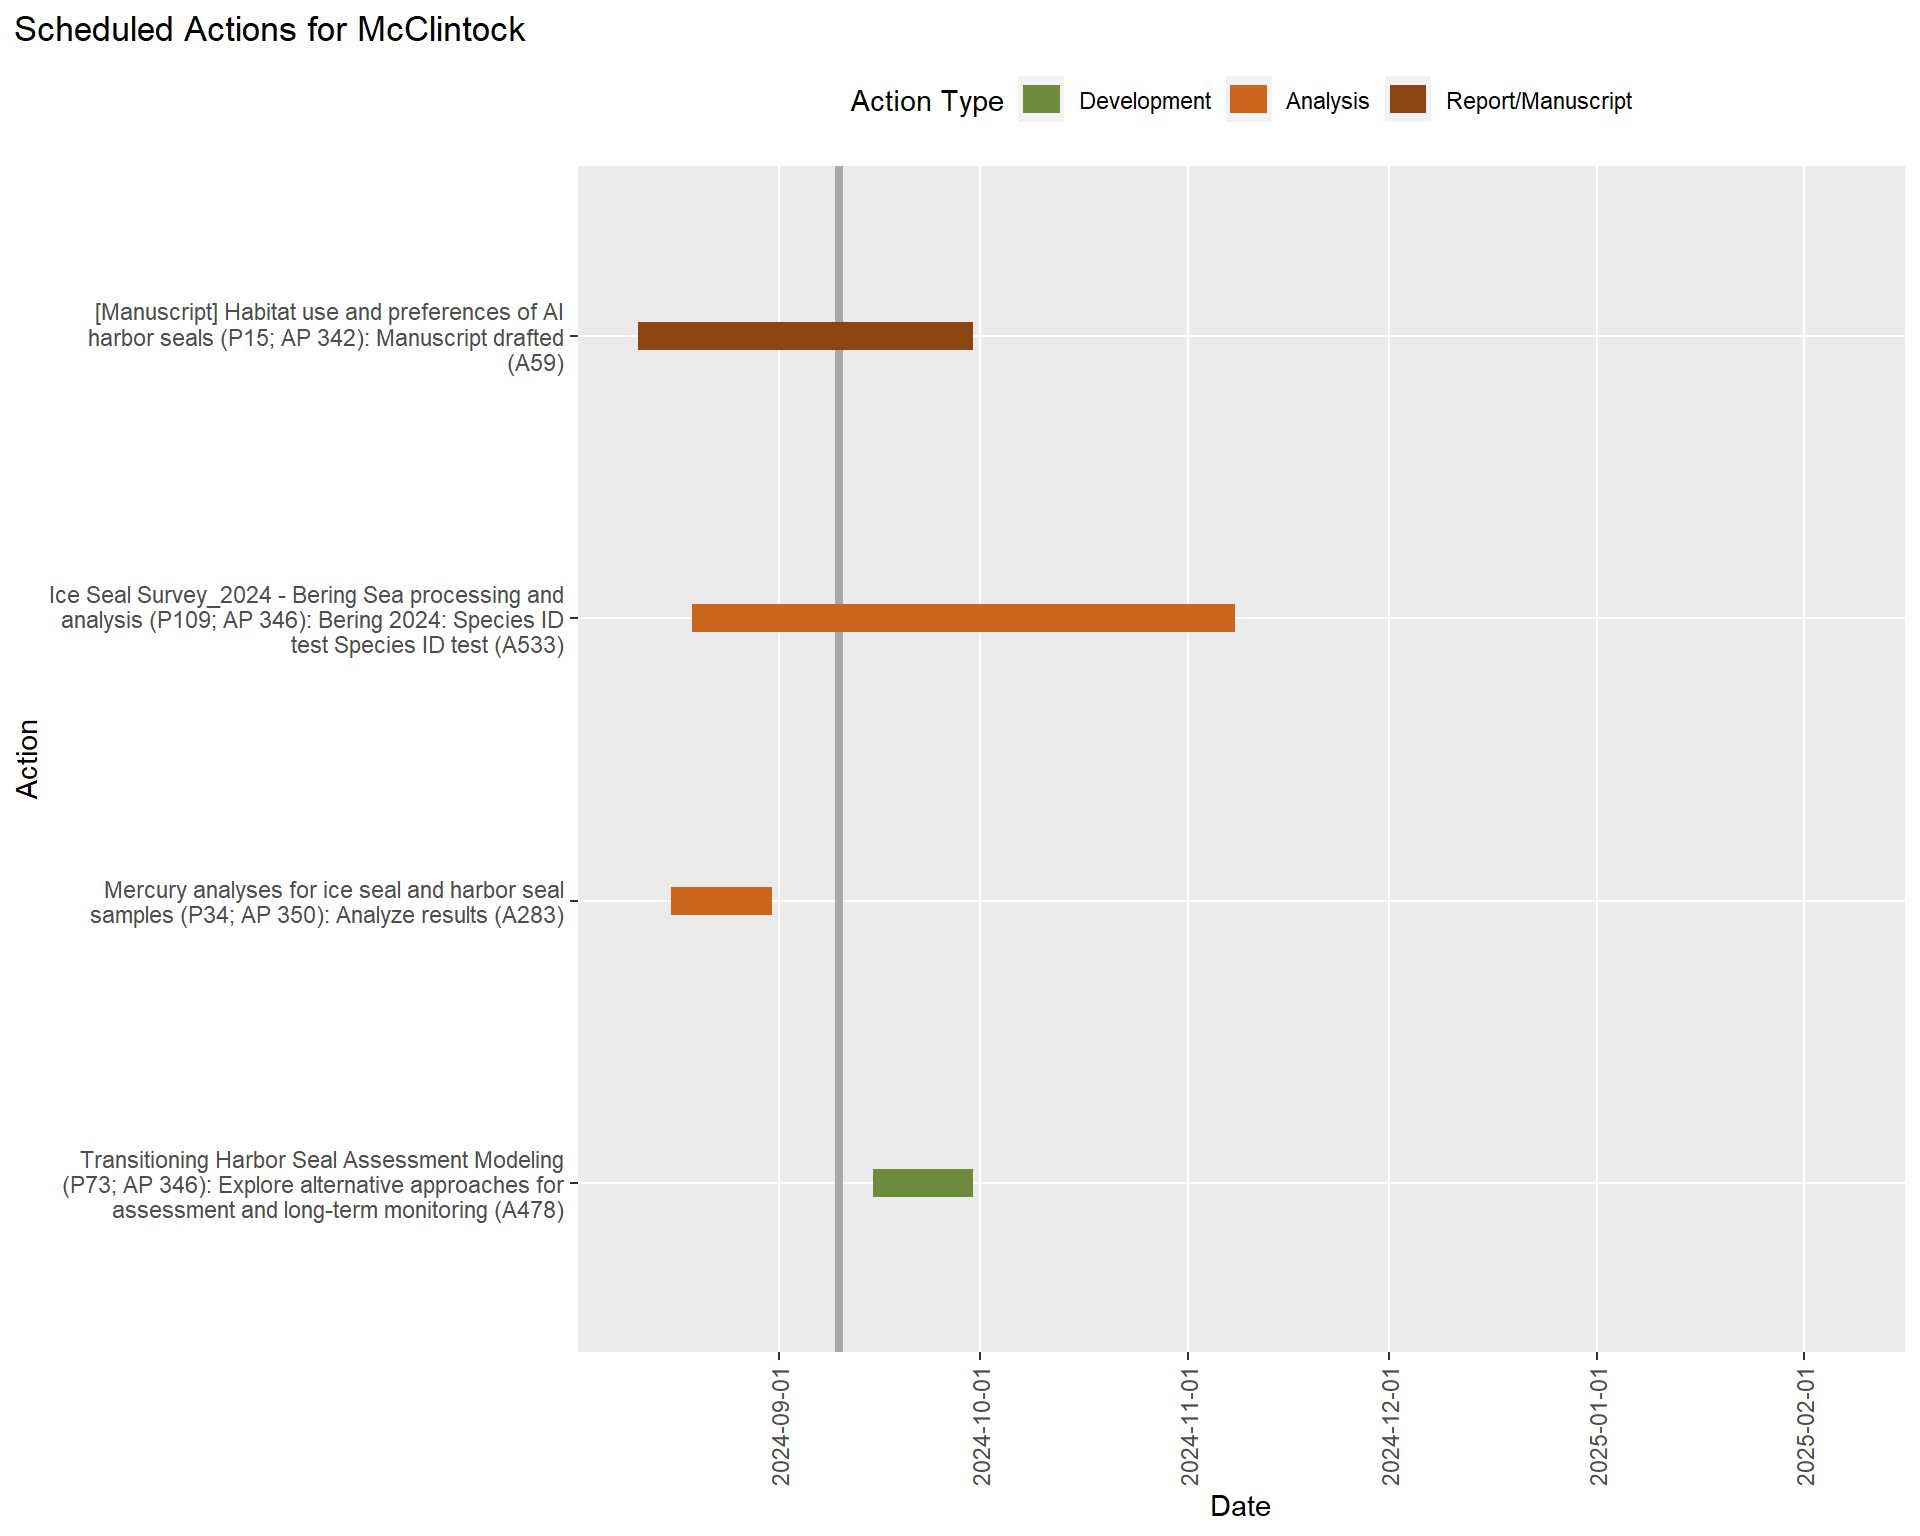 Scheduled Actions for McClintock
Action Type
Development
Analysis
Report/Manuscript
[Manuscript] Habitat use and preferences of AI
harbor seals (P15; AP 342): Manuscript drafted
(A59)
Ice Seal Survey_2024 - Bering Sea processing and
analysis (P109; AP 346): Bering 2024: Species ID
test Species ID test (A533)
Mercury analyses for ice seal and harbor seal
samples (P34; AP 350): Analyze results (A283)
Transitioning Harbor Seal Assessment Modeling
(P73; AP 346): Explore alternative approaches for
assessment and long-term monitoring (A478)
Action
2024-09-01
2024-10-01
2024-11-01
2024-12-01
2025-01-01
2025-02-01
Date